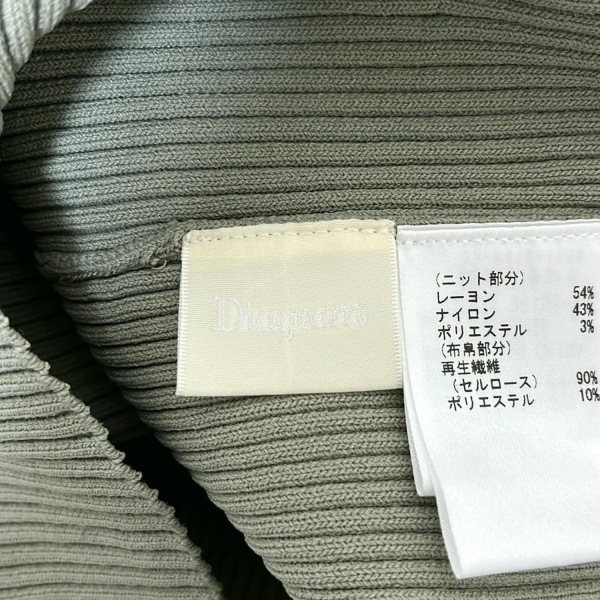 Diagram
(ニット部分)
レーヨン 54%
ナイロン 43%
ポリエステル 3%
(布帛部分)
再生繊維
(セルロース) 90%
ポリエステル 10%